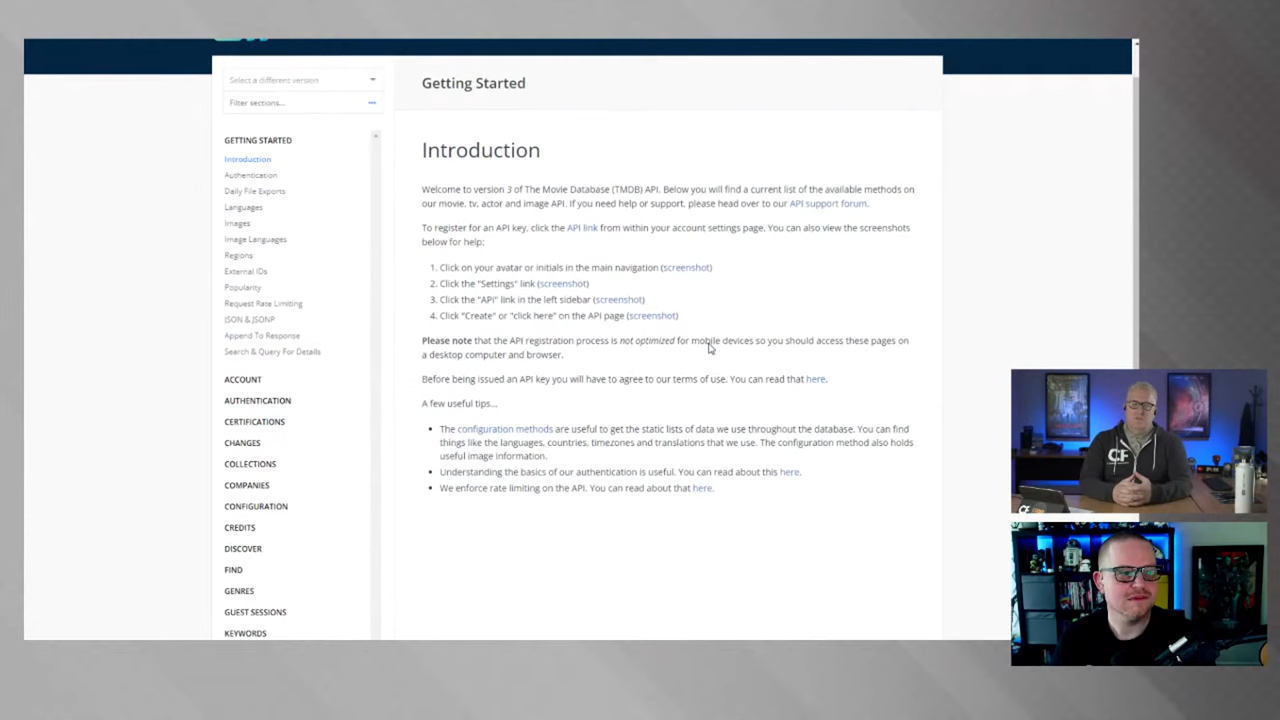 Select a different version
Filter sections...
GETTING STARTED
Introduction
Authentication
Daily File Exports
Languages
Images
Image Languages
Regions
External IDs
Popularity
Request Rate Limiting
JSON & JSONP
Append To Response
Search & Query For Details
ACCOUNT
AUTHENTICATION
CERTIFICATIONS
CHANGES
COLLECTIONS
COMPANIES
CONFIGURATION
CREDITS
DISCOVER
FIND
GENRES
GUEST SESSIONS
KEYWORDS
Getting Started
Introduction
Welcome to version 3 of The Movie Database (TMDB) API. Below you will find a current list of the available methods on
our movie, tv, actor and image API. If you need help or support, please head over to our API support forum.
To register for an API key, click the API link from within your account settings page. You can also view the screenshots
below for help:
1. Click on your avatar or initials in the main navigation (screenshot)
2. Click the "Settings" link (screenshot)
3. Click the "API" link in the left sidebar (screenshot)
4. Click "Create" or "click here" on the API page (screenshot)
Please note that the API registration process is not optimized for mobile devices so you should access these pages on
a desktop computer and browser.
Before being issued an API key you will have to agree to our terms of use. You can read that here.
A few useful tips...
The configuration methods are useful to get the static lists of data we use throughout the database. You can find
things like the languages, countries, timezones and translations that we use. The configuration method also holds
useful image information.
Understanding the basics of our authentication is useful. You can read about this here.
We enforce rate limiting on the API. You can read about that here.
CF